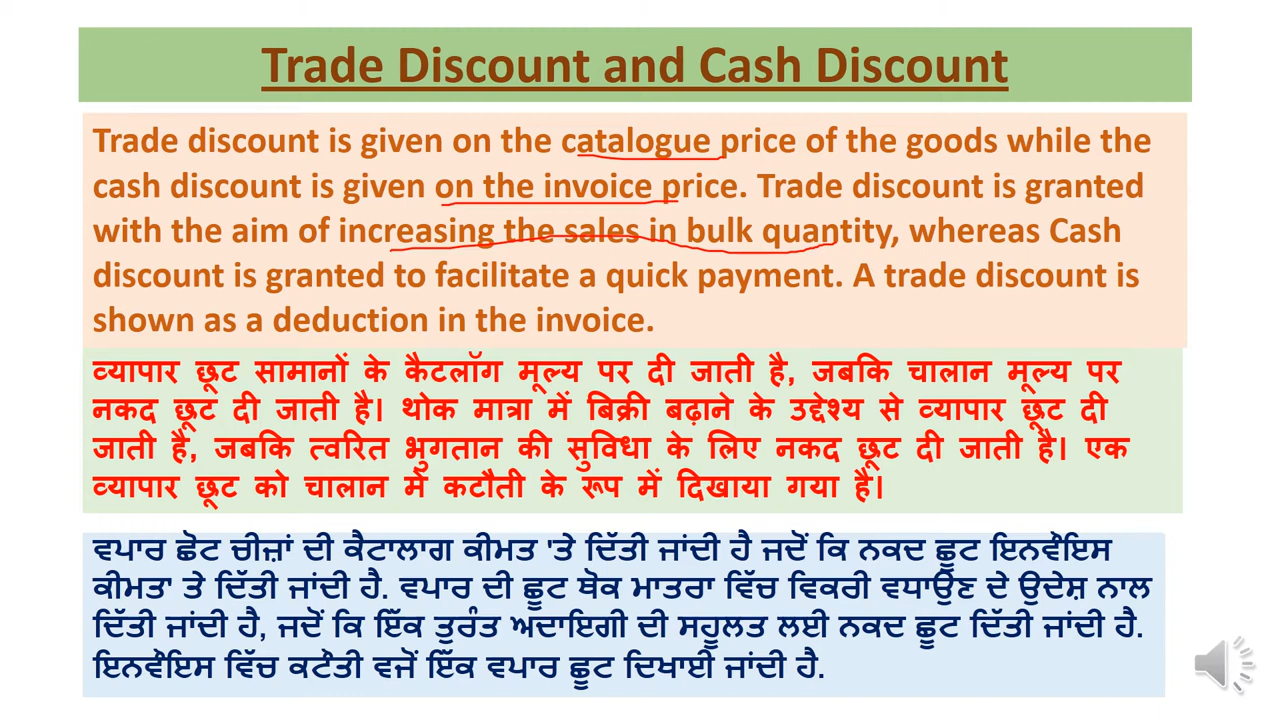 Trade Discount and Cash Discount
Trade discount is given on the catalogue price of the goods while the
cash discount is given on the invoice price. Trade discount is granted
with the aim of increasing the sales in bulk quantity, whereas Cash
discount is granted to facilitate a quick payment. A trade discount is
shown as a deduction in the invoice.
व्यापार छूट सामानों के कैटलॉग मूल्य पर दी जाती है, जबकि चालान मूल्य पर
नकद छूट दी जाती है। थोक मात्रा में बिक्री बढ़ाने के उद्देश्य से व्यापार छूट दी
जाती है, जबकि त्वरित भुगतान की सुविधा के लिए नकद छूट दी जाती है। एक
व्यापार छूट को चालान में कटौती के रूप में दिखाया गया है।
ਵਪਾਰ ਛੋਟ ਚੀਜ਼ਾਂ ਦੀ ਕੈਟਾਲਾਗ ਕੀਮਤ 'ਤੇ ਦਿੱਤੀ ਜਾਂਦੀ ਹੈ ਜਦੋਂ ਕਿ ਨਕਦ ਛੂਟ ਇਨਵੌਇਸ
ਕੀਮਤ' ਤੇ ਦਿੱਤੀ ਜਾਂਦੀ ਹੈ. ਵਪਾਰ ਦੀ ਛੂਟ ਥੋਕ ਮਾਤਰਾ ਵਿੱਚ ਵਿਕਰੀ ਵਧਾਉਣ ਦੇ ਉਦੇਸ਼ ਨਾਲ
ਦਿੱਤੀ ਜਾਂਦੀ ਹੈ, ਜਦੋਂ ਕਿ ਇੱਕ ਤੁਰੰਤ ਅਦਾਇਗੀ ਦੀ ਸਹੂਲਤ ਲਈ ਨਕਦ ਛੂਟ ਦਿੱਤੀ ਜਾਂਦੀ ਹੈ.
ਇਨਵੌਇਸ ਵਿੱਚ ਕਟੌਤੀ ਵਜੋਂ ਇੱਕ ਵਪਾਰ ਛੂਟ ਦਿਖਾਈ ਜਾਂਦੀ ਹੈ.